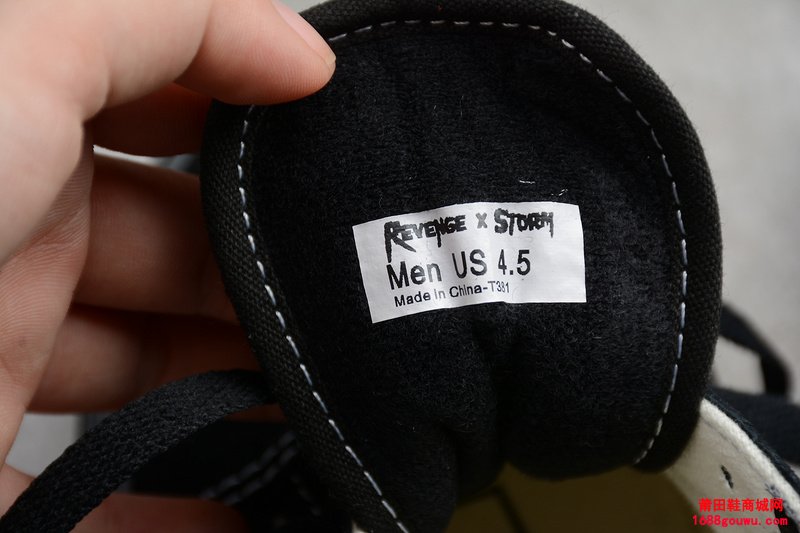 REVENGE X STORM
Men US 4.5
Made in China-T381
莆田鞋商城网
1688gouwu.com